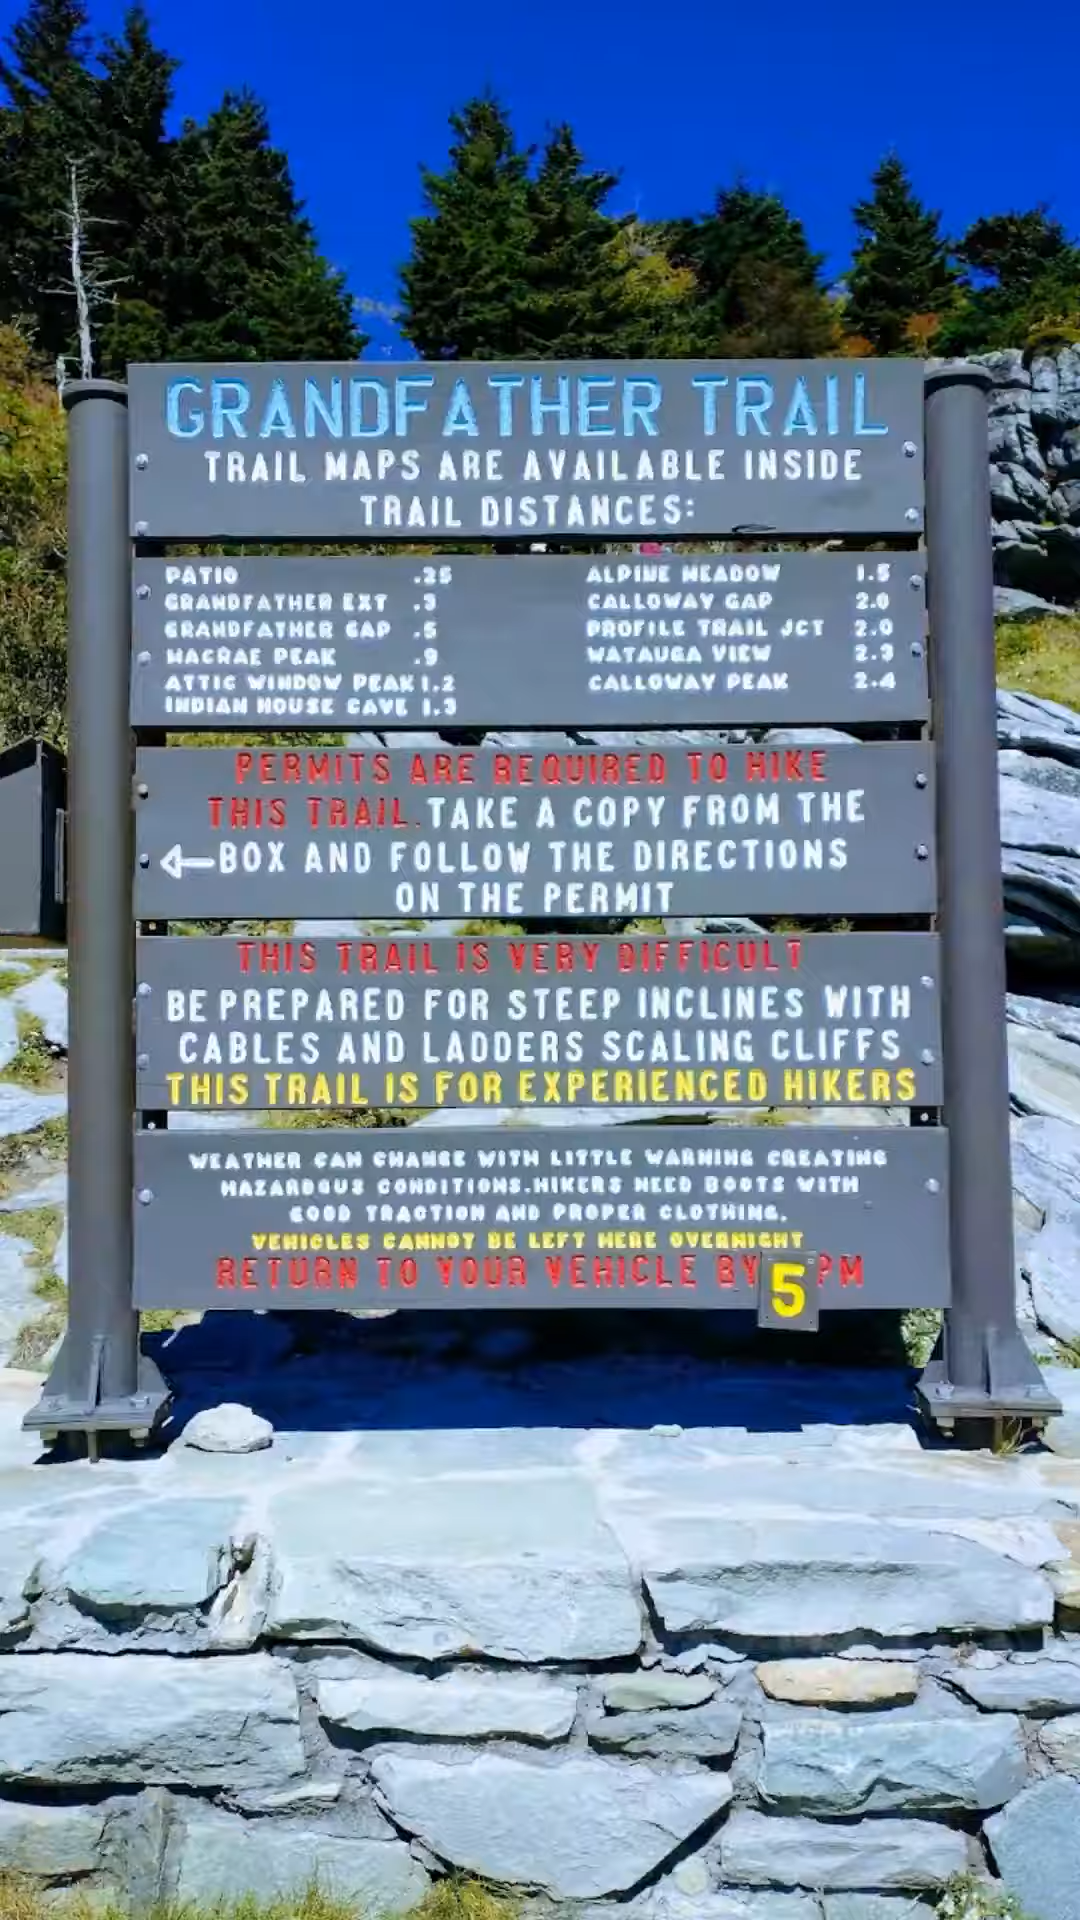 GRANDFATHER TRAIL
TRAIL MAPS ARE AVAILABLE INSIDE
TRAIL DISTANCES:
PATIO .25
GRANDFATHER EXT .3
GRANDFATHER GAP .5
MACRAE PEAK .9
ATTIC WINDOW PEAK 1.2
INDIAN HOUSE CAVE 1.3
ALPINE MEADOW 1.5
CALLOWAY GAP 2.0
PROFILE TRAIL JCT 2.0
WATAUGA VIEW 2.3
CALLOWAY PEAK 2.4
PERMITS ARE REQUIRED TO HIKE
THIS TRAIL. TAKE A COPY FROM THE
BOX AND FOLLOW THE DIRECTIONS
ON THE PERMIT
THIS TRAIL IS VERY DIFFICULT
BE PREPARED FOR STEEP INCLINES WITH
CABLES AND LADDERS SCALING CLIFFS
THIS TRAIL IS FOR EXPERIENCED HIKERS
WEATHER CAN CHANGE WITH LITTLE WARNING CREATING
HAZARDOUS CONDITIONS. HIKERS NEED BOOTS WITH
GOOD TRACTION AND PROPER CLOTHING.
VEHICLES CANNOT BE LEFT HERE OVERNIGHT
RETURN TO YOUR VEHICLE BY 5 PM